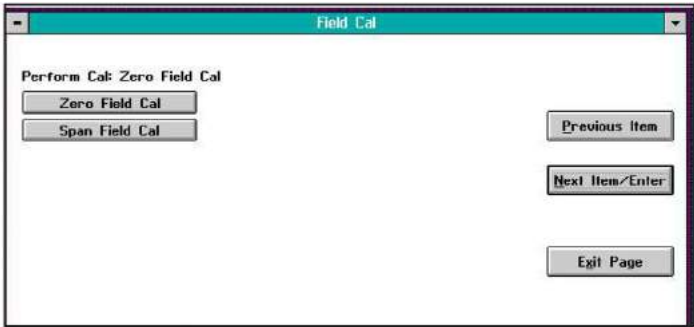 Field Cal
Perform Cal: Zero Field Cal
Zero Field Cal
Span Field Cal
Previous Item
Next Item/Enter
Exit Page